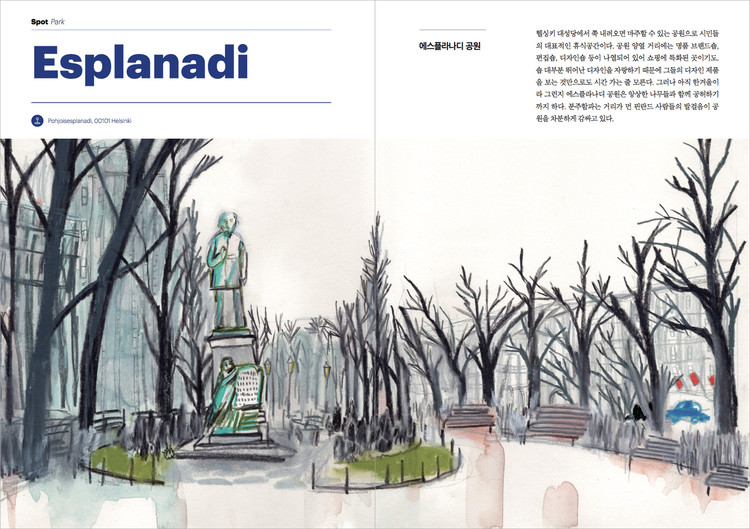 Spot Park
Esplanadi
Pohjoisesplanadi, 00101 Helsinki
에스플라나디 공원
헬싱키 대성당에서 쭉 내려오면 마주할 수 있는 공원으로 시민들
의 대표적인 휴식공간이다. 공원 양옆 거리에는 명품 브랜드숍,
편집숍, 디자인숍 등이 나열되어 있어 쇼핑에 특화된 곳이기도.
숍 대부분 뛰어난 디자인을 자랑하기 때문에 그들의 디자인 제품
을 보는 것만으로도 시간 가는 줄 모른다. 그러나 아직 한겨울이
라 그런지 에스플라나디 공원은 앙상한 나무들과 함께 공허하기
까지 하다. 분주함과는 거리가 먼 핀란드 사람들의 발걸음이 공
원을 차분하게 감싸고 있다.